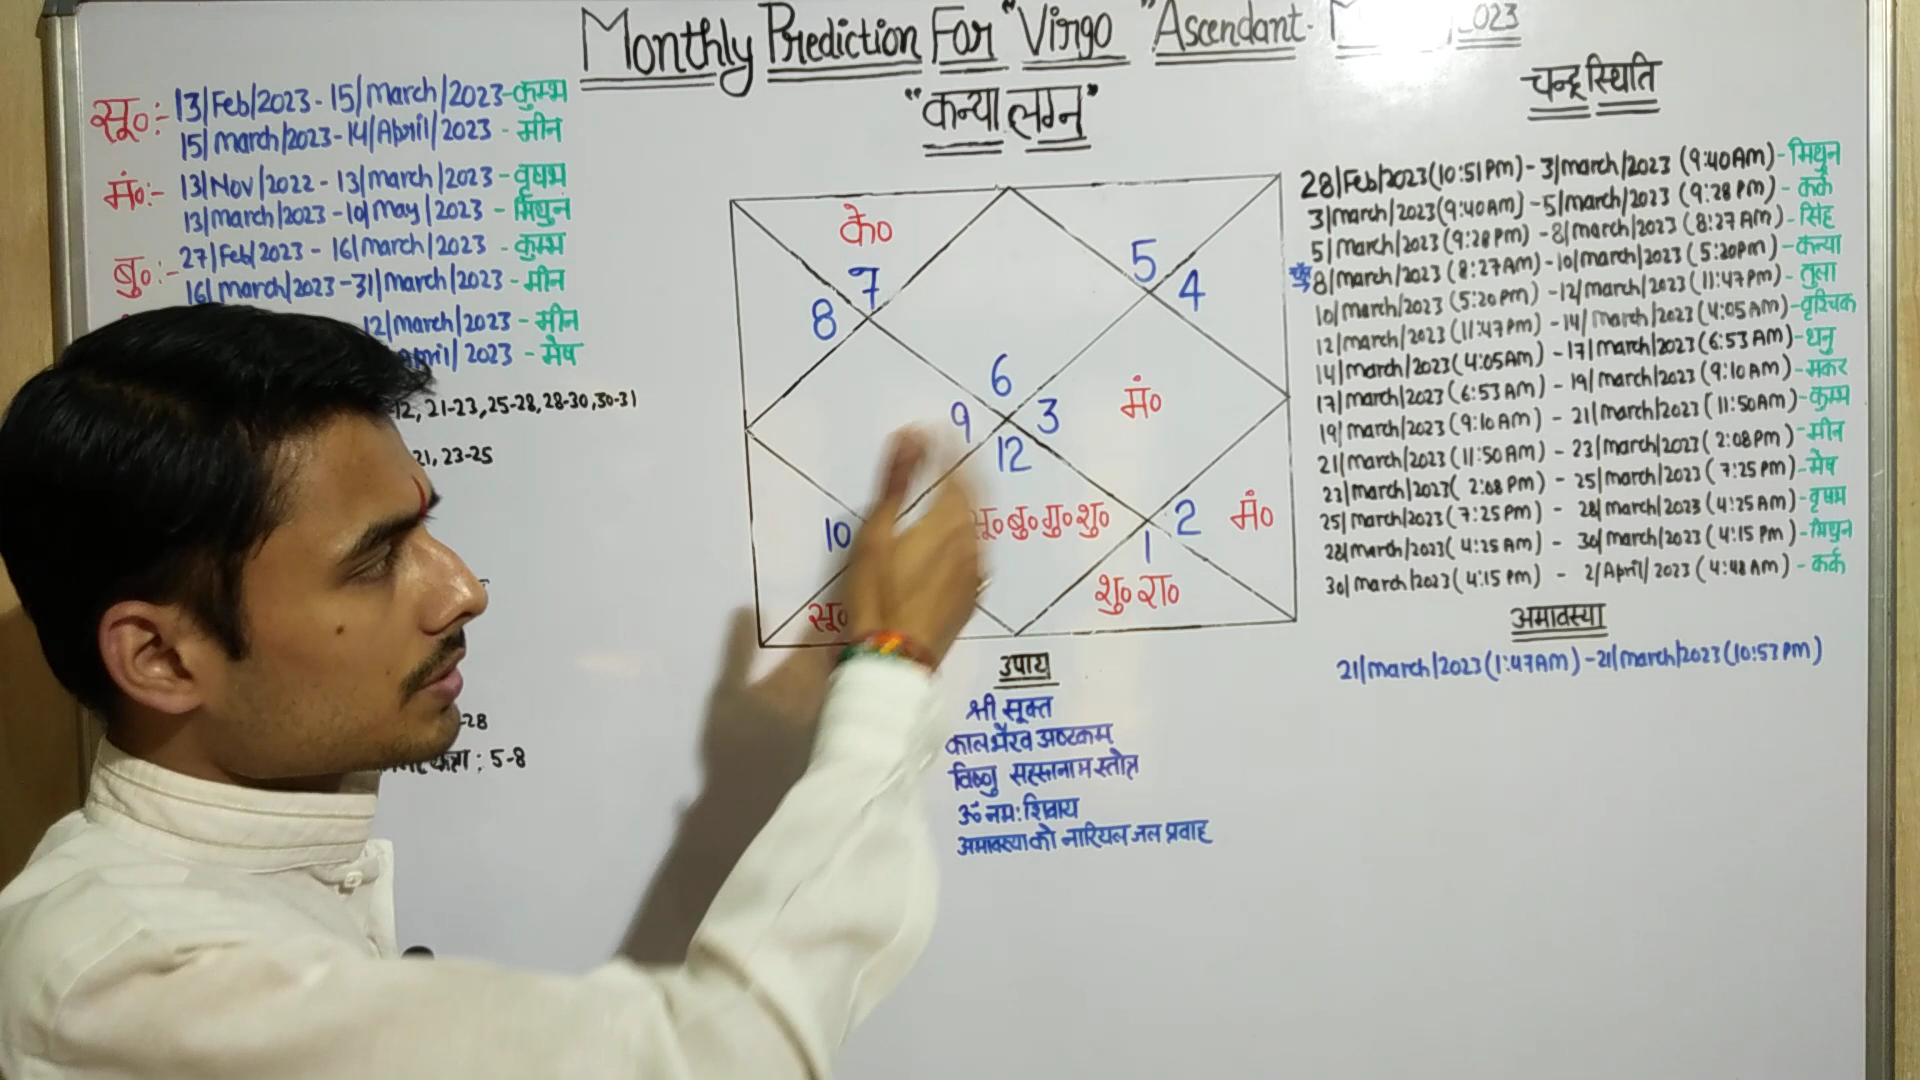 Monthly Prediction For "Virgo" Ascendant- M 023
"कन्या लग्न"
सू०:- 13/Feb/2023 - 15/March/2023 - कुम्भ
15/march/2023 - 14/April/2023 - मीन
मं०:- 13/Nov/2022 - 13/march/2023 - वृषभ
13/march/2023 - 10/may/2023 - मिथुन
बु०:- 27/Feb/2023 - 16/march/2023 - कुम्भ
16/march/2023 - 31/march/2023 - मीन
12/march/2023 - मीन
April/2023 - मेष
-12, 21-23, 25-28, 28-30, 30-31
21, 23-25
-28
यात्रा : 5-8
के०
7
8
5
4
6
9
3
12
मं०
10
सू० बु० गु० शु०
2
मं०
1
शु० रा०
सू०
उपाय
श्री सूक्त
कालभैरव अष्टकम
विष्णु सहस्त्रनाम स्तोत्र
ॐ नम: शिवाय
अमावस्या को नारियल जल प्रवाह
चन्द्र स्थिति
28/Feb/2023 (10:51 Pm) - 3/march/2023 (9:40 Am) - मिथुन
3/march/2023 (9:40 Am) - 5/march/2023 (9:28 Pm) - कर्क
5/march/2023 (9:28 Pm) - 8/march/2023 (8:27 Am) - सिंह
8/march/2023 (8:27 Am) - 10/march/2023 (5:20 pm) - कन्या
10/march/2023 (5:20 Pm) - 12/march/2023 (11:47 Pm) - तुला
12/march/2023 (11:47 Pm) - 14/march/2023 (4:05 Am) - वृश्चिक
14/march/2023 (4:05 Am) - 17/march/2023 (6:53 Am) - धनु
17/march/2023 (6:53 Am) - 19/march/2023 (9:10 Am) - मकर
19/march/2023 (9:10 Am) - 21/march/2023 (11:50 Am) - कुम्भ
21/march/2023 (11:50 Am) - 23/march/2023 (2:08 Pm) - मीन
23/march/2023 (2:08 Pm) - 25/march/2023 (7:25 Pm) - मेष
25/march/2023 (7:25 Pm) - 28/march/2023 (4:25 Am) - वृषभ
28/march/2023 (4:25 Am) - 30/march/2023 (4:15 Pm) - मिथुन
30/march/2023 (4:15 Pm) - 2/April/2023 (4:48 Am) - कर्क
अमावस्या
21/march/2023 (1:47 Am) - 21/march/2023 (10:53 Pm)